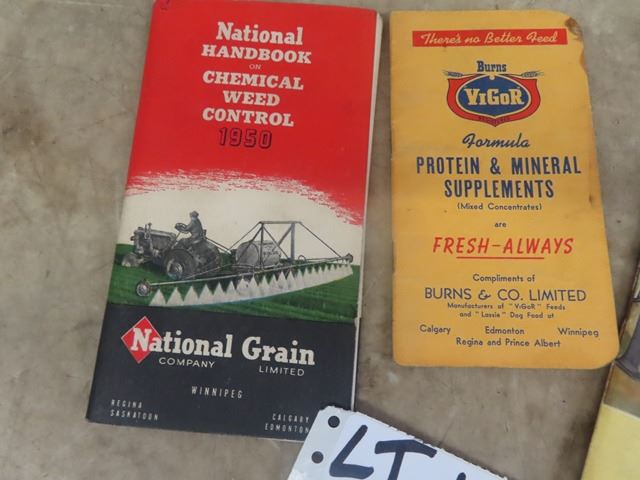 National
HANDBOOK
ON
CHEMICAL
WEED
CONTROL
1950
National Grain
COMPANY LIMITED
WINNIPEG
REGINA
SASKATOON
CALGARY
EDMONTON
There's no Better Feed
Burns
ViGoR
Formula
PROTEIN & MINERAL
SUPPLEMENTS
(Mixed Concentrates)
are
FRESH-ALWAYS
Compliments of
BURNS & CO. LIMITED
Manufacturers of "ViGoR" Feeds
and "Lassie" Dog Food at
Calgary Edmonton Winnipeg
Regina and Prince Albert
LT